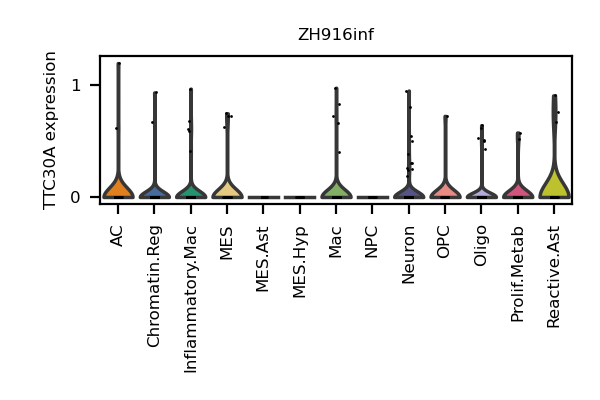 ZH916inf
TTC30A expression
1
0
AC
Chromatin.Reg
Inflammatory.Mac
MES
MES.Ast
MES.Hyp
Mac
NPC
Neuron
OPC
Oligo
Prolif.Metab
Reactive.Ast